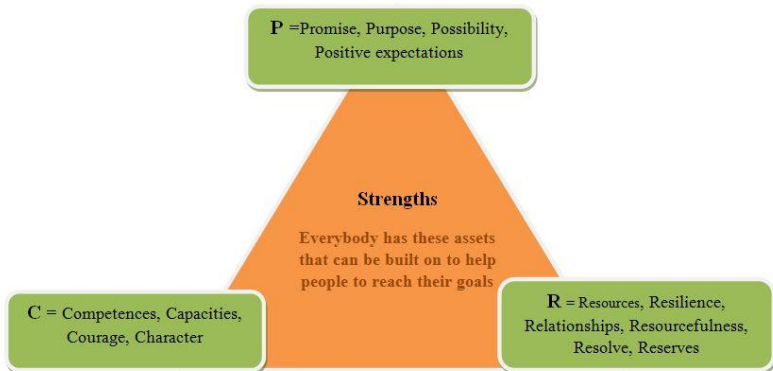 P =Promise, Purpose, Possibility,
Positive expectations
Strengths
Everybody has these assets
that can be built on to help
people to reach their goals
C = Competences, Capacities,
Courage, Character
R = Resources, Resilience,
Relationships, Resourcefulness,
Resolve, Reserves